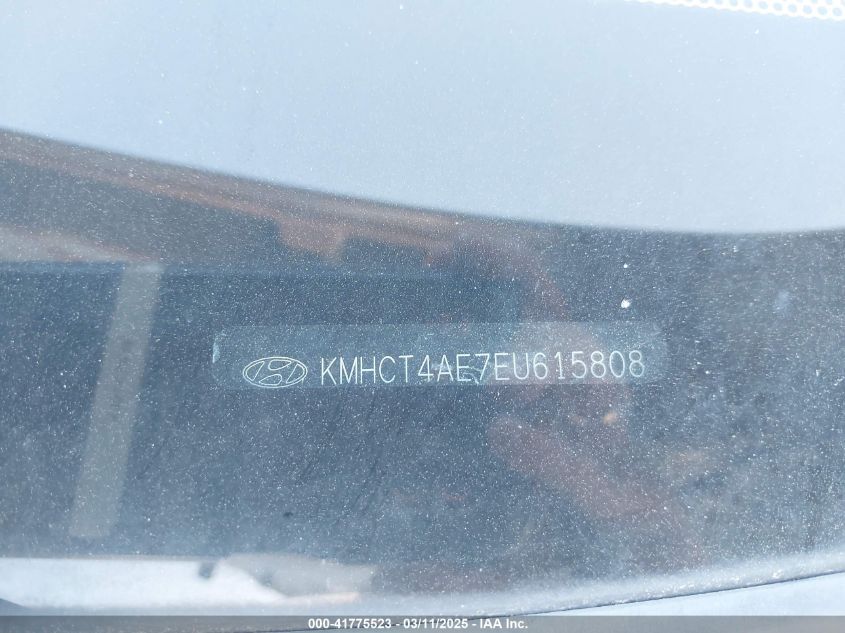 KMHCT4AE7EU615808
000-41775523 - 03/11/2025 - IAA Inc.